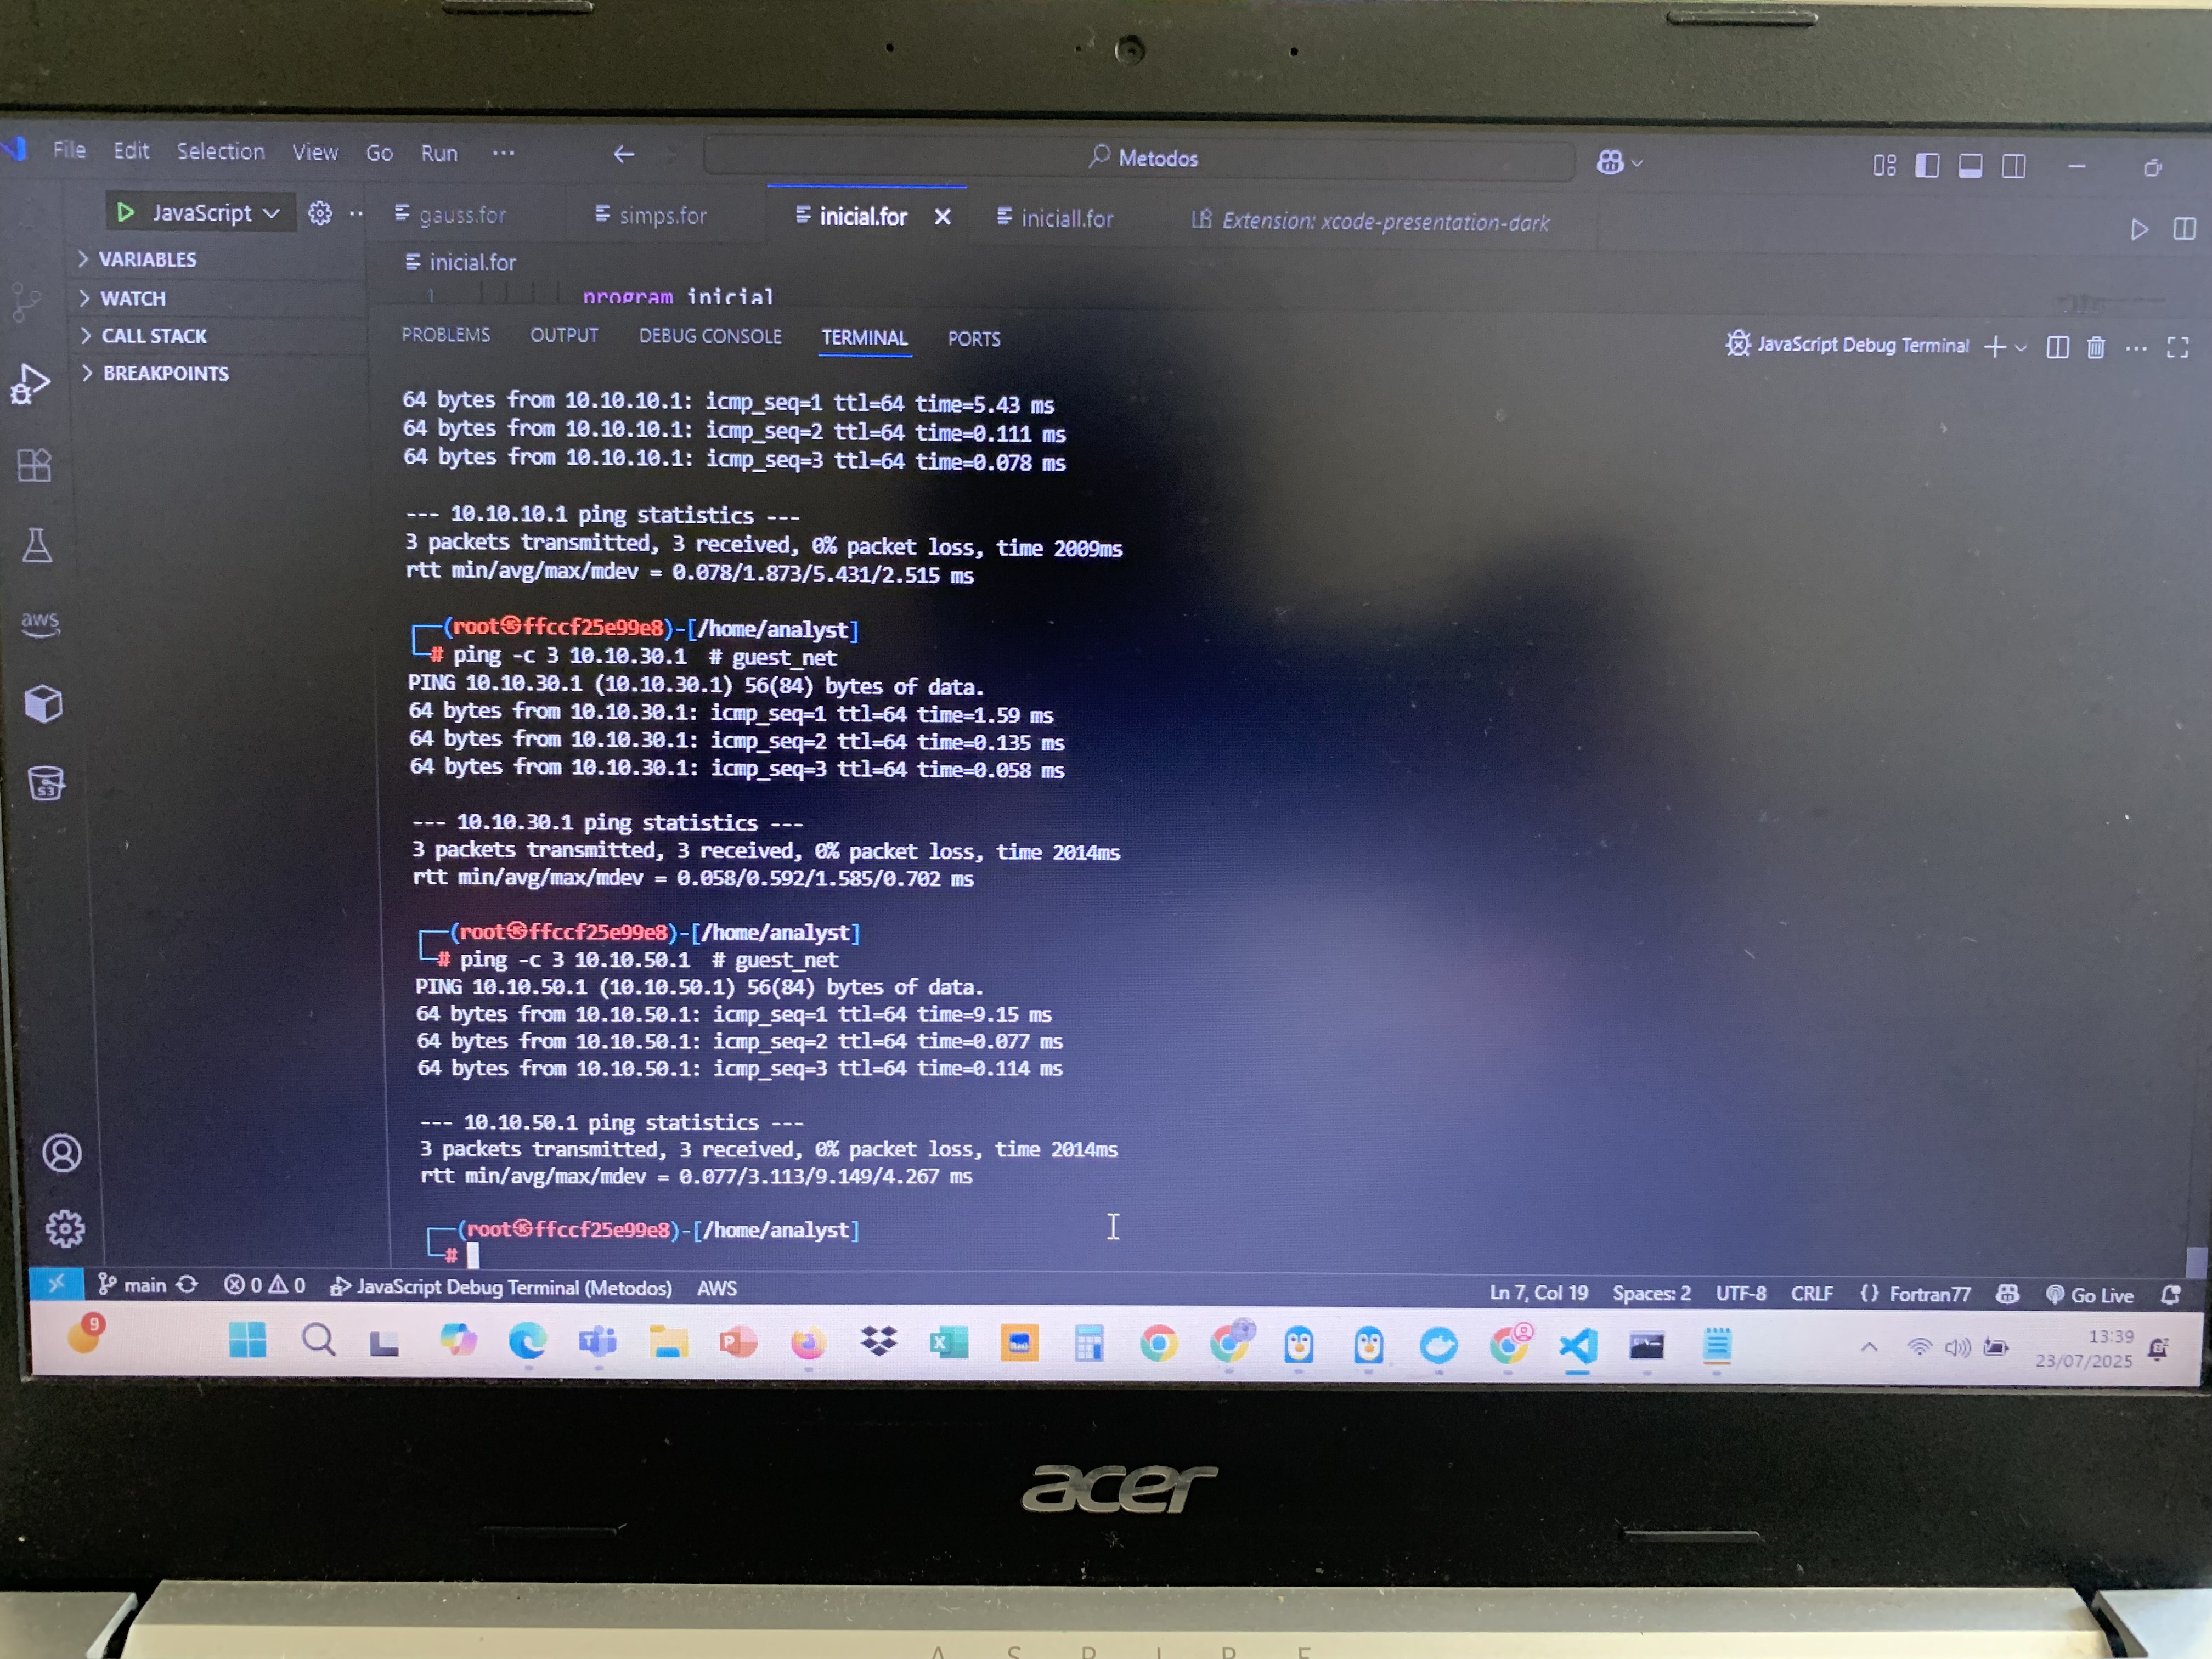 File Edit Selection View Go Run ···
Metodos
JavaScript
gauss.for
simps.for
inicial.for
iniciall.for
Extension: xcode-presentation-dark
VARIABLES
WATCH
CALL STACK
BREAKPOINTS
inicial.for
1 program inicial
PROBLEMS OUTPUT DEBUG CONSOLE TERMINAL PORTS
JavaScript Debug Terminal
64 bytes from 10.10.10.1: icmp_seq=1 ttl=64 time=5.43 ms
64 bytes from 10.10.10.1: icmp_seq=2 ttl=64 time=0.111 ms
64 bytes from 10.10.10.1: icmp_seq=3 ttl=64 time=0.078 ms
--- 10.10.10.1 ping statistics ---
3 packets transmitted, 3 received, 0% packet loss, time 2009ms
rtt min/avg/max/mdev = 0.078/1.873/5.431/2.515 ms
┌──(root㉿ffccf25e99e8)-[/home/analyst]
└─# ping -c 3 10.10.30.1  # guest_net
PING 10.10.30.1 (10.10.30.1) 56(84) bytes of data.
64 bytes from 10.10.30.1: icmp_seq=1 ttl=64 time=1.59 ms
64 bytes from 10.10.30.1: icmp_seq=2 ttl=64 time=0.135 ms
64 bytes from 10.10.30.1: icmp_seq=3 ttl=64 time=0.058 ms
--- 10.10.30.1 ping statistics ---
3 packets transmitted, 3 received, 0% packet loss, time 2014ms
rtt min/avg/max/mdev = 0.058/0.592/1.585/0.702 ms
┌──(root㉿ffccf25e99e8)-[/home/analyst]
└─# ping -c 3 10.10.50.1  # guest_net
PING 10.10.50.1 (10.10.50.1) 56(84) bytes of data.
64 bytes from 10.10.50.1: icmp_seq=1 ttl=64 time=9.15 ms
64 bytes from 10.10.50.1: icmp_seq=2 ttl=64 time=0.077 ms
64 bytes from 10.10.50.1: icmp_seq=3 ttl=64 time=0.114 ms
--- 10.10.50.1 ping statistics ---
3 packets transmitted, 3 received, 0% packet loss, time 2014ms
rtt min/avg/max/mdev = 0.077/3.113/9.149/4.267 ms
┌──(root㉿ffccf25e99e8)-[/home/analyst]
└─#
aws
S3
main 0 0 JavaScript Debug Terminal (Metodos) AWS
Ln 7, Col 19 Spaces: 2 UTF-8 CRLF {} Fortran77 Go Live
9
13:39
23/07/2025
acer
ASPIRE